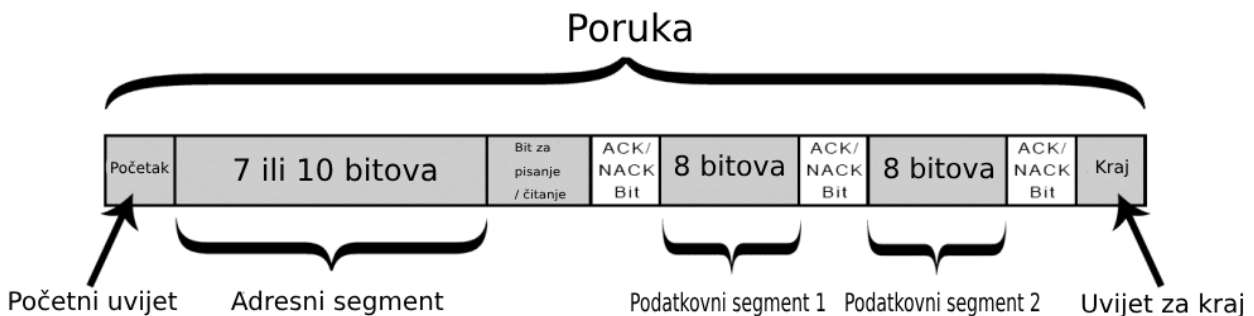 Poruka
Početak
7 ili 10 bitova
Bit za
pisanje
/ čitanje
ACK/
NACK
Bit
8 bitova
ACK/
NACK
Bit
8 bitova
ACK/
NACK
Bit
Kraj
Početni uvijet
Adresni segment
Podatkovni segment 1
Podatkovni segment 2
Uvijet za kraj